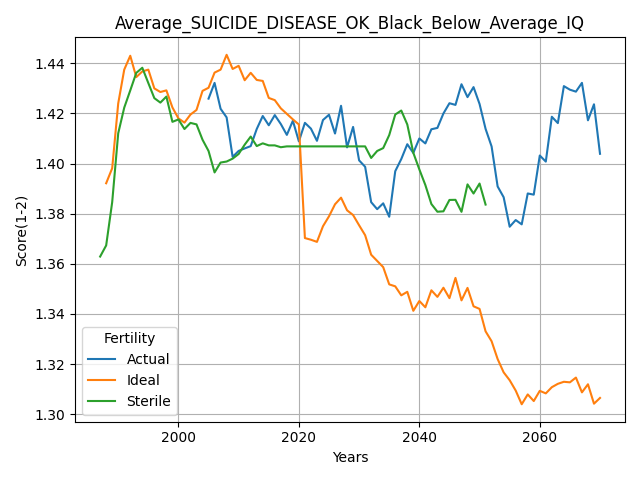 Average_SUICIDE_DISEASE_OK_Black_Below_Average_IQ
Score(1-2)
1.44
1.42
1.40
1.38
1.36
1.34
1.32
1.30
Fertility
Actual
Ideal
Sterile
2000 2020 2040 2060
Years